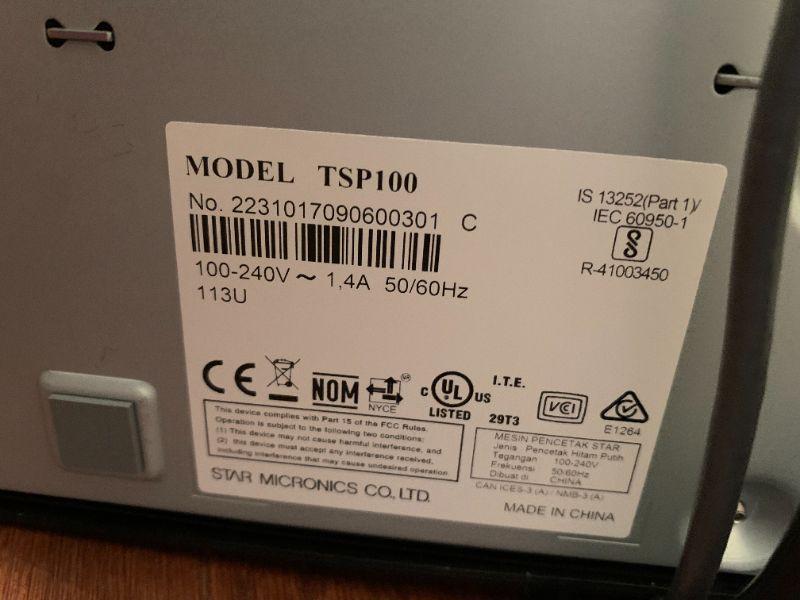 MODEL TSP100
No. 2231017090600301 C
100-240V ~ 1,4A 50/60Hz
113U
IS 13252(Part 1)/
IEC 60950-1
R-41003450
CE
NOM
NYCE
C UL US
LISTED
I.T.E.
29T3
VCI
E1264
This device complies with Part 15 of the FCC Rules.
Operation is subject to the following two conditions:
(1) This device may not cause harmful interference, and
(2) this device must accept any interference received,
including interference that may cause undesired operation
STAR MICRONICS CO., LTD.
MESIN PENCETAK STAR
Jenis Pencetak Hitam Putih
Tegangan 100-240V
Frekuensi 50/60Hz
Dibuat di CHINA
CAN ICES-3 (A) / NMB-3 (A)
MADE IN CHINA